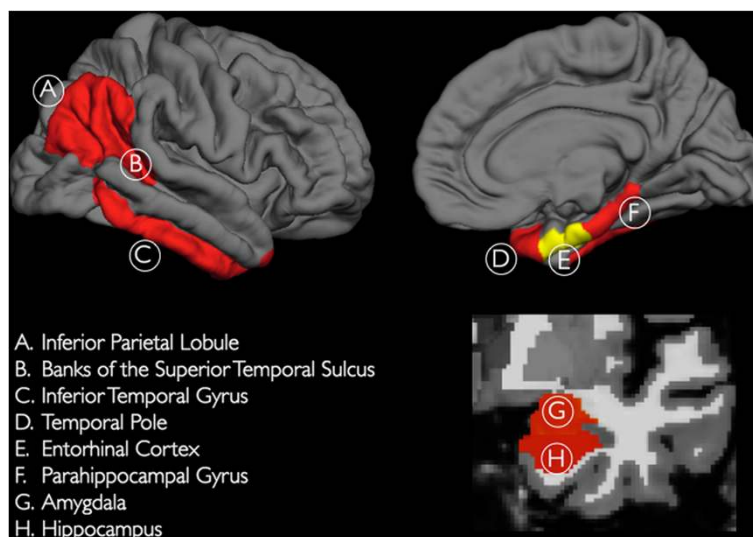 A
B
C
D
E
F
G
H
A. Inferior Parietal Lobule
B. Banks of the Superior Temporal Sulcus
C. Inferior Temporal Gyrus
D. Temporal Pole
E. Entorhinal Cortex
F. Parahippocampal Gyrus
G. Amygdala
H. Hippocampus